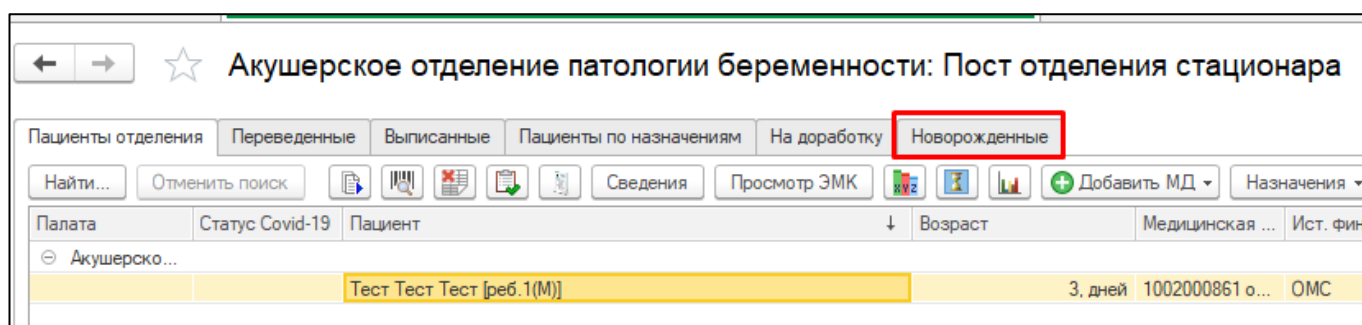 Акушерское отделение патологии беременности: Пост отделения стационара
Пациенты отделения Переведенные Выписанные Пациенты по назначениям На доработку Новорожденные
Найти... Отменить поиск Сведения Просмотр ЭМК Добавить МД Назначения
Палата Статус Covid-19 Пациент Возраст Медицинская ... Ист. фин
Акушерско...
Тест Тест Тест [реб.1(М)] 3, дней 1002000861 о... ОМС